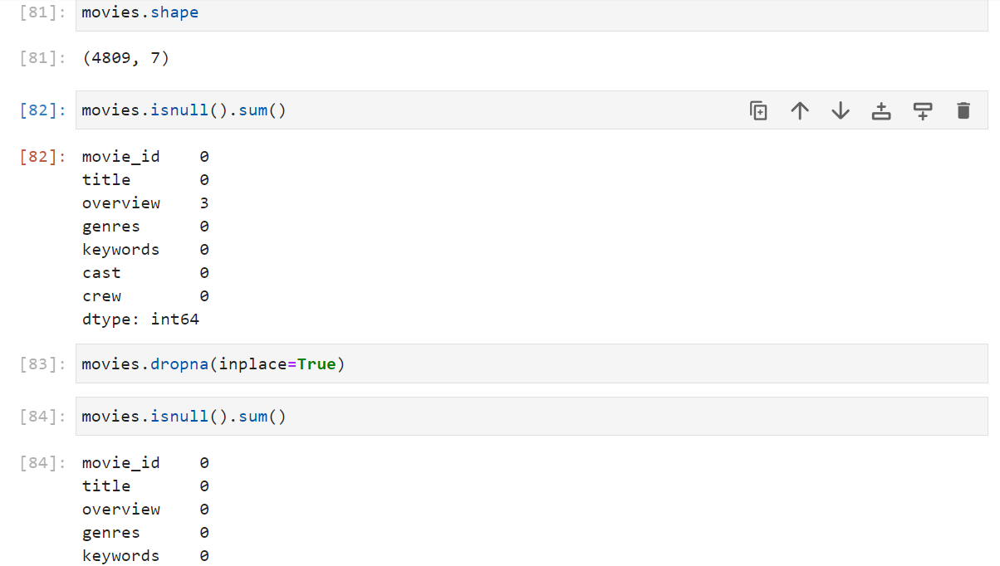 [81]: movies.shape
[81]: (4809, 7)
[82]: movies.isnull().sum()
[82]: movie_id    0
title       0
overview    3
genres      0
keywords    0
cast        0
crew        0
dtype: int64
[83]: movies.dropna(inplace=True)
[84]: movies.isnull().sum()
[84]: movie_id    0
title       0
overview    0
genres      0
keywords    0